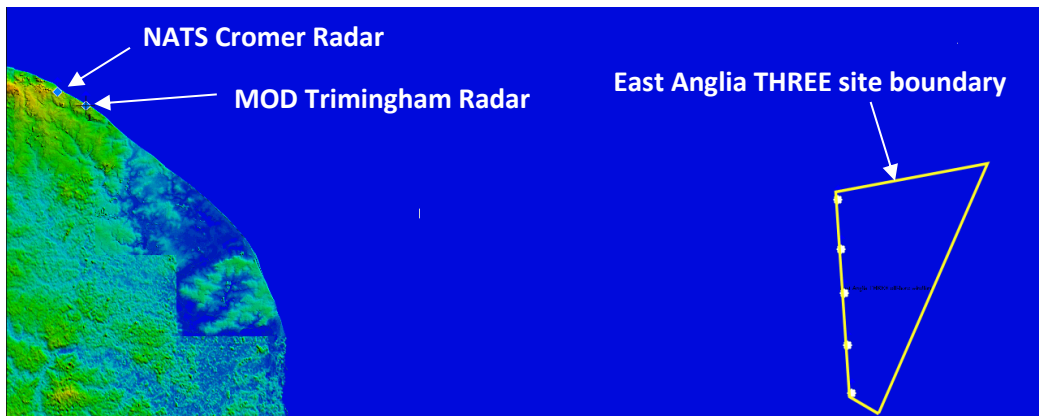 NATS Cromer Radar
MOD Trimingham Radar
East Anglia THREE site boundary